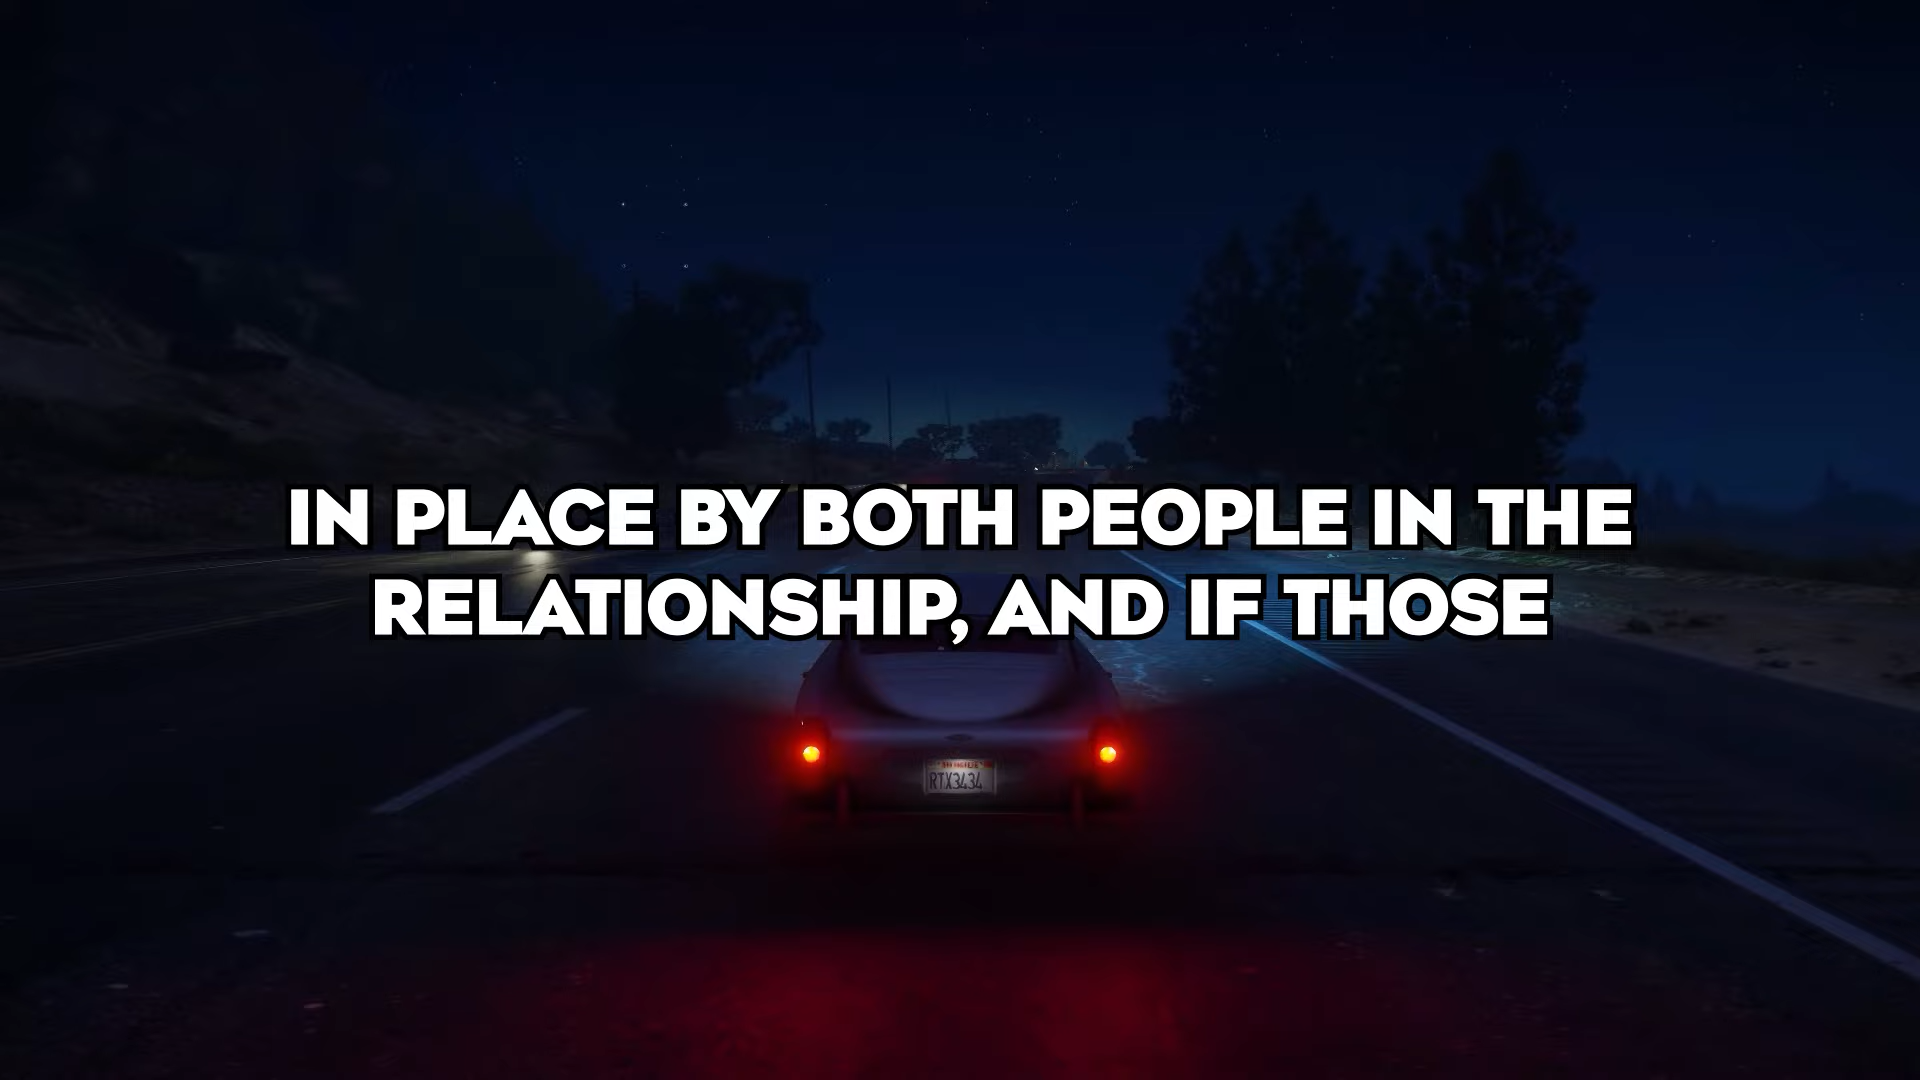 IN PLACE BY BOTH PEOPLE IN THE
RELATIONSHIP, AND IF THOSE
RTX3434